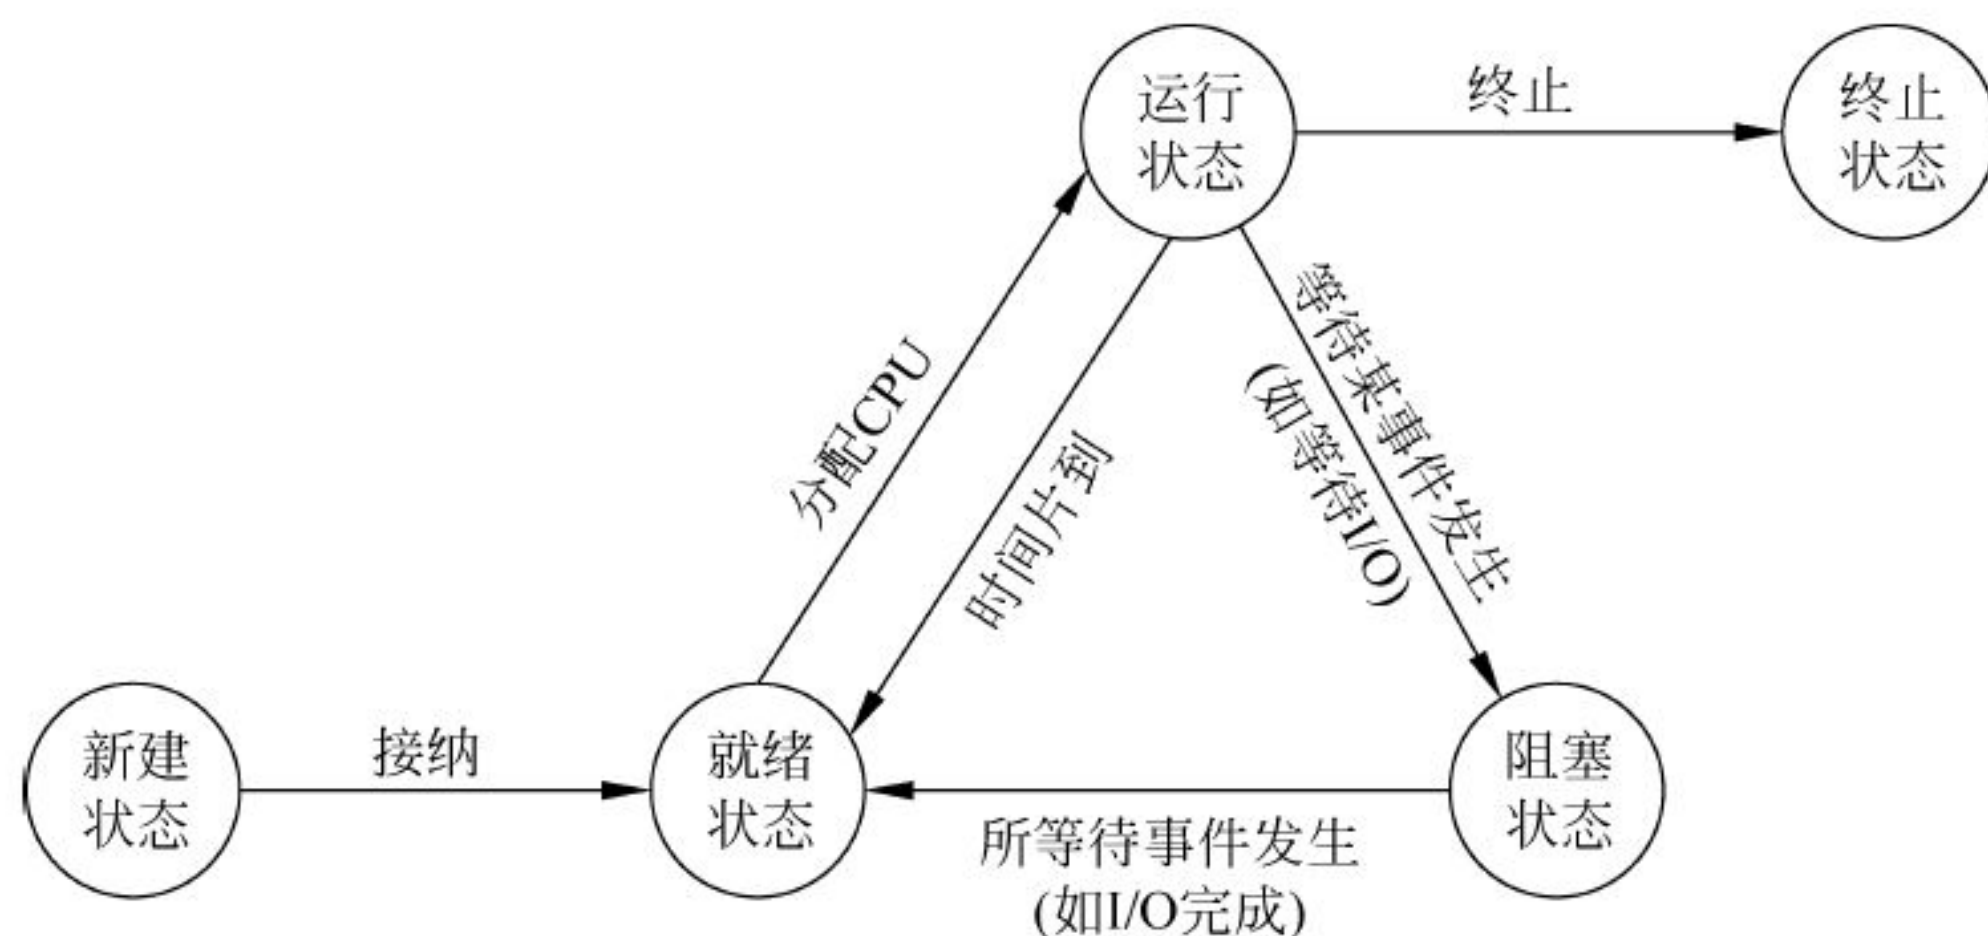 运行
状态
终止
终止
状态
分配CPU
时间片到
等待某事件发生
(如等待I/O)
新建
状态
接纳
就绪
状态
阻塞
状态
所等待事件发生
(如I/O完成)